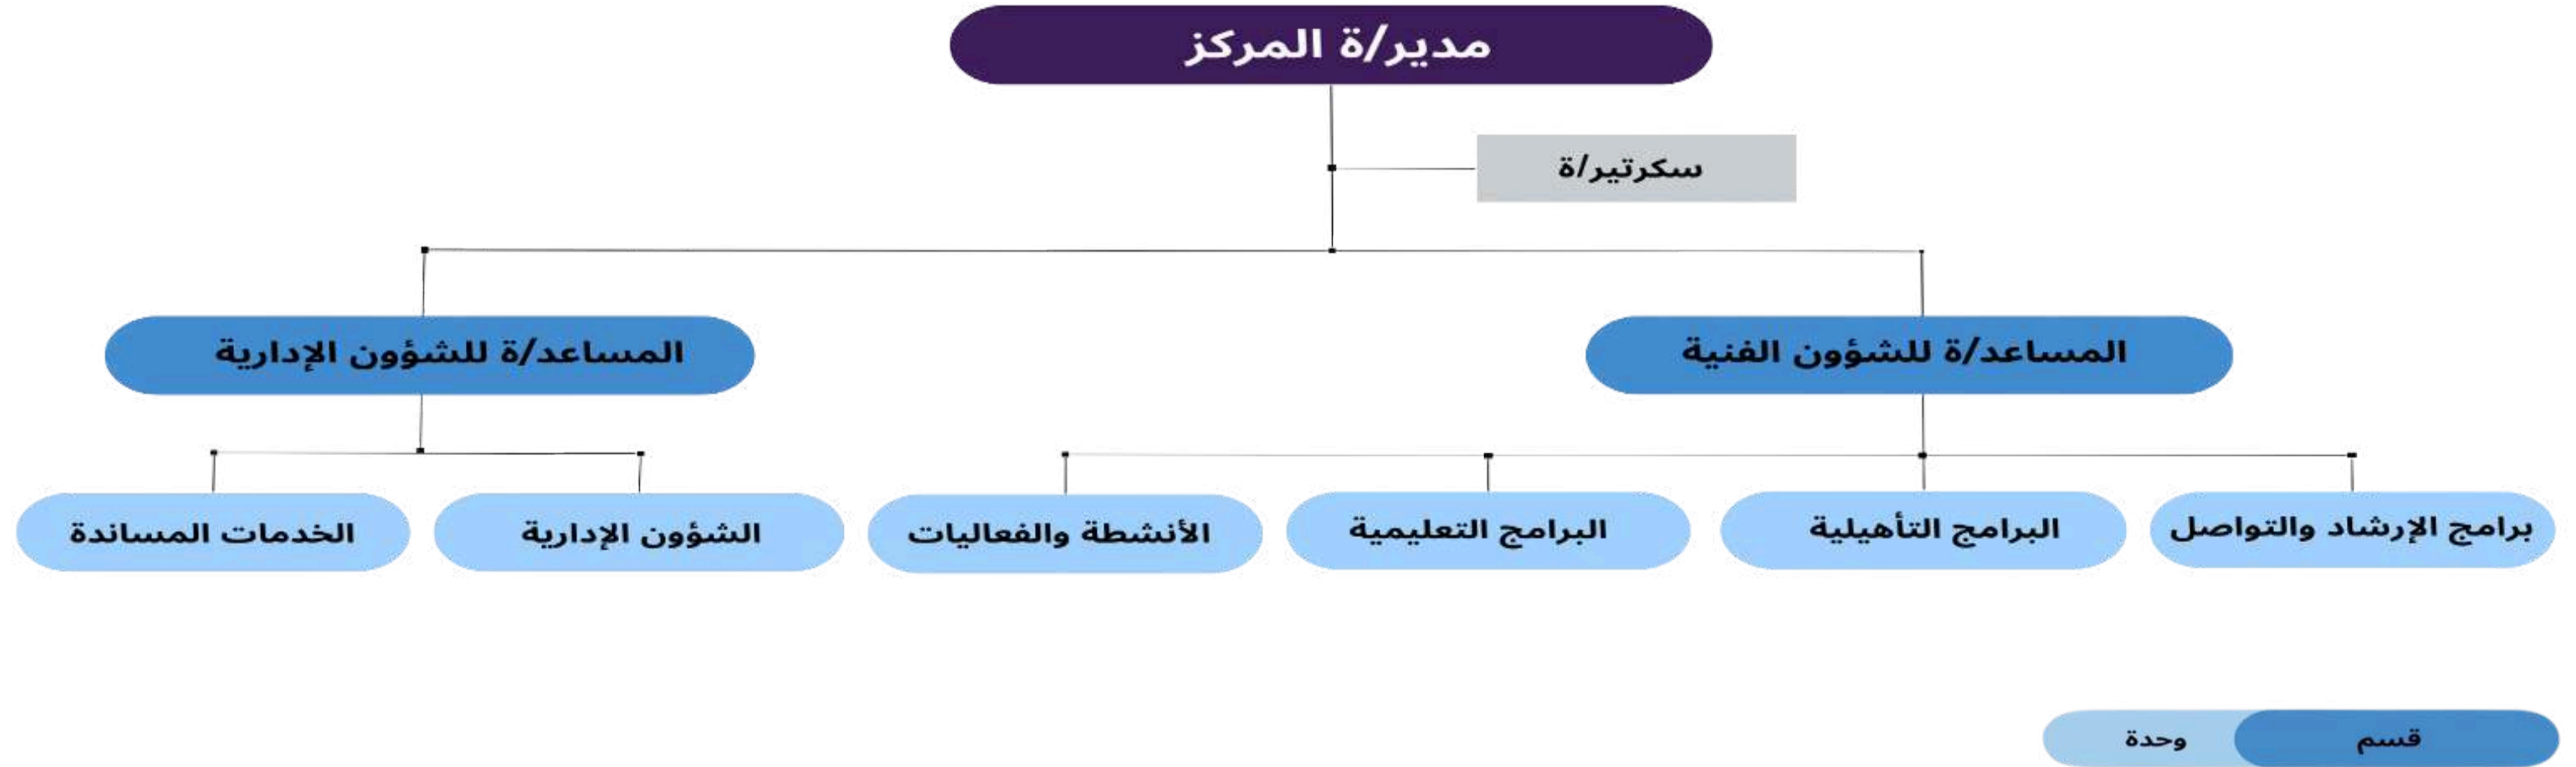 مدير/ة المركز
سكرتير/ة
المساعد/ة للشؤون الفنية
المساعد/ة للشؤون الإدارية
برامج الإرشاد والتواصل
البرامج التأهيلية
البرامج التعليمية
الأنشطة والفعاليات
الشؤون الإدارية
الخدمات المساندة
قسم
وحدة